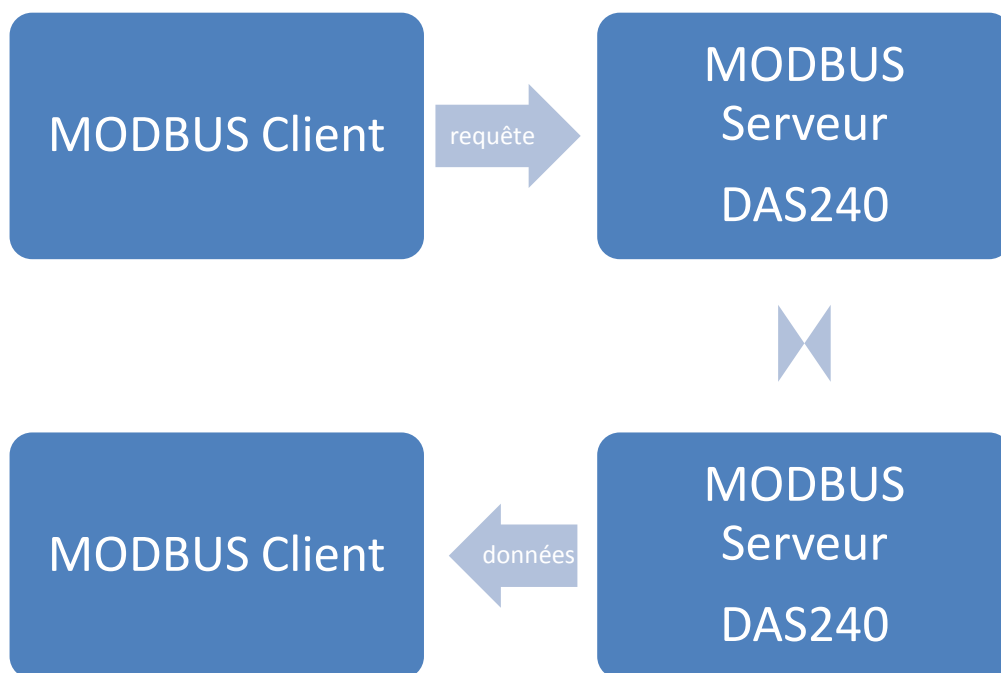 MODBUS Client
requête
MODBUS
Serveur
DAS240
MODBUS Client
données
MODBUS
Serveur
DAS240